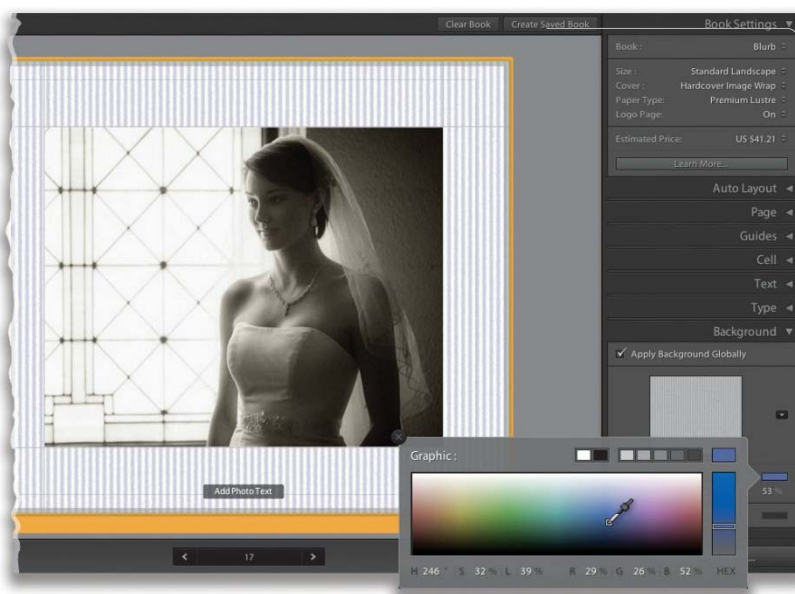 Clear Book Create Saved Book Book Settings
Book : Blurb
Size : Standard Landscape
Cover : Hardcover Image Wrap
Paper Type: Premium Lustre
Logo Page: On
Estimated Price: US $41.21
Learn More...
Auto Layout
Page
Guides
Cell
Text
Type
Background
Apply Background Globally
Graphic :
53 %
Add Photo Text
17
H 246 ° S 32 % L 39 % R 29 % G 26 % B 52 % HEX